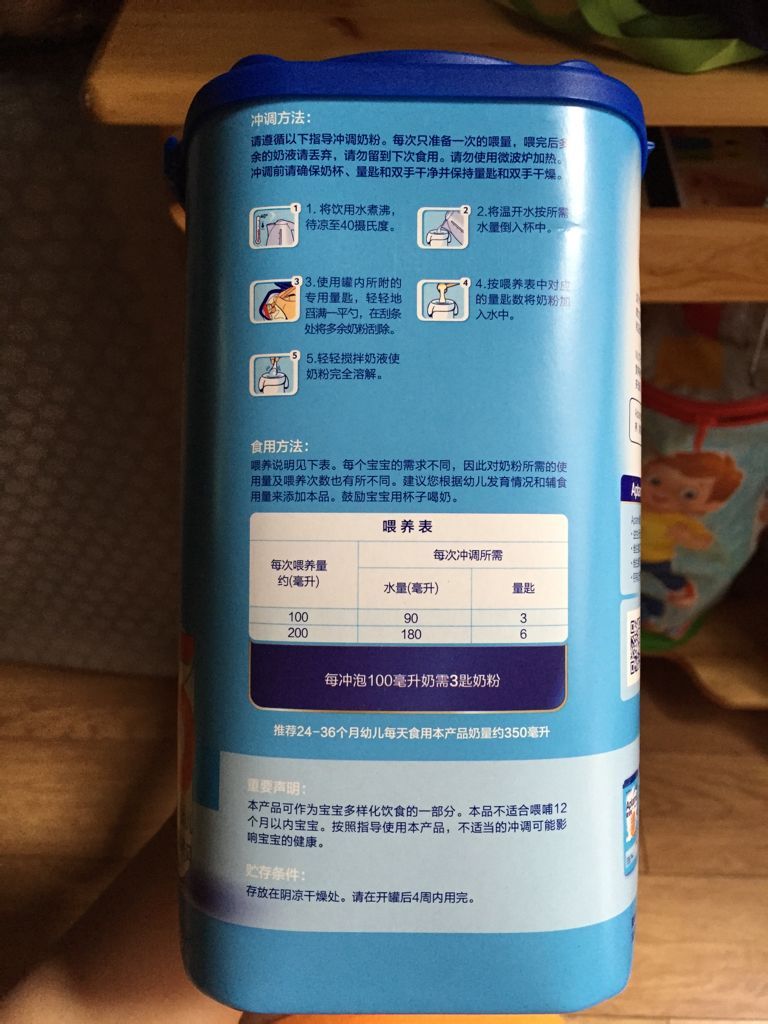 冲调方法：
请遵循以下指导冲调奶粉。每次只准备一次的喂量，喂完后多
余的奶液请丢弃，请勿留到下次食用。请勿使用微波炉加热。
冲调前请确保奶杯、量匙和双手干净并保持量匙和双手干燥。
1
1. 将饮用水煮沸，
待凉至40摄氏度。
2
2.将温开水按所需
水量倒入杯中。
3
3.使用罐内所附的
专用量匙，轻轻地
舀满一平勺，在刮条
处将多余奶粉刮除。
4
4.按喂养表中对应
的量匙数将奶粉加
入水中。
5
5.轻轻搅拌奶液使
奶粉完全溶解。
食用方法：
喂养说明见下表。每个宝宝的需求不同，因此对奶粉所需的使
用量及喂养次数也有所不同。建议您根据幼儿发育情况和辅食
用量来添加本品。鼓励宝宝用杯子喝奶。
喂养表
每次喂养量
约(毫升)
每次冲调所需
水量(毫升) 量匙
100 90 3
200 180 6
每冲泡100毫升奶需3匙奶粉
推荐24-36个月幼儿每天食用本产品奶量约350毫升
重要声明：
本产品可作为宝宝多样化饮食的一部分。本品不适合喂哺12
个月以内宝宝。按照指导使用本产品，不适当的冲调可能影
响宝宝的健康。
贮存条件：
存放在阴凉干燥处。请在开罐后4周内用完。